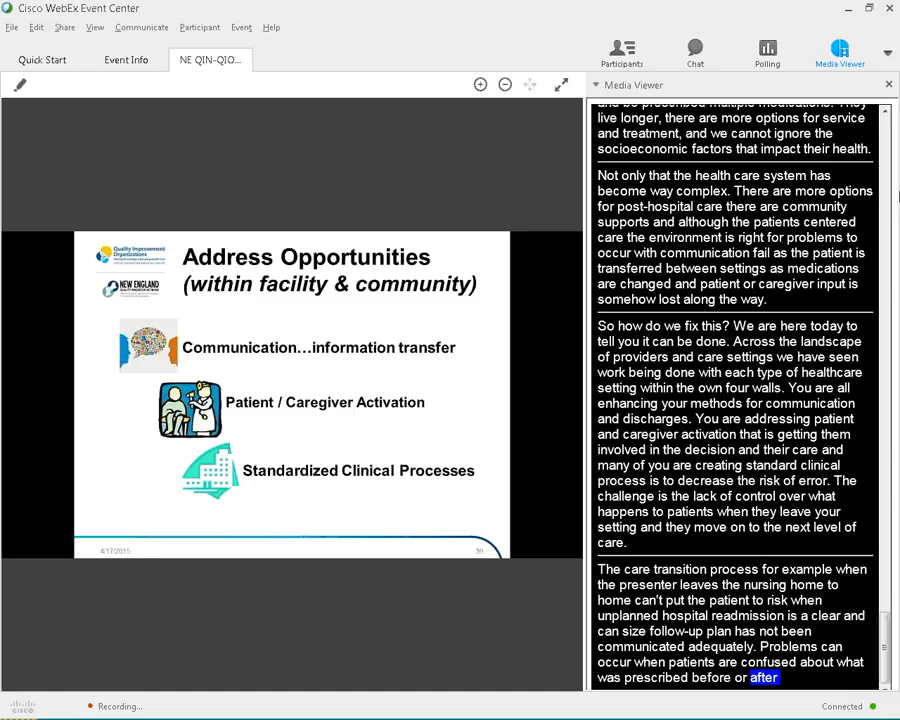 Cisco WebEx Event Center
File Edit Share View Communicate Participant Event Help
Quick Start Event Info NE QIN-QIO...
Participants Chat Polling Media Viewer
Media Viewer
Quality Improvement
Organizations
NEW ENGLAND
Address Opportunities
(within facility & community)
Communication…information transfer
Patient / Caregiver Activation
Standardized Clinical Processes
4/17/2015 39
and be prescribed multiple medications. They
live longer, there are more options for service
and treatment, and we cannot ignore the
socioeconomic factors that impact their health.
Not only that the health care system has
become way complex. There are more options
for post-hospital care there are community
supports and although the patients centered
care the environment is right for problems to
occur with communication fail as the patient is
transferred between settings as medications
are changed and patient or caregiver input is
somehow lost along the way.
So how do we fix this? We are here today to
tell you it can be done. Across the landscape
of providers and care settings we have seen
work being done with each type of healthcare
setting within the own four walls. You are all
enhancing your methods for communication
and discharges. You are addressing patient
and caregiver activation that is getting them
involved in the decision and their care and
many of you are creating standard clinical
process is to decrease the risk of error. The
challenge is the lack of control over what
happens to patients when they leave your
setting and they move on to the next level of
care.
The care transition process for example when
the presenter leaves the nursing home to
home can't put the patient to risk when
unplanned hospital readmission is a clear and
can size follow-up plan has not been
communicated adequately. Problems can
occur when patients are confused about what
was prescribed before or after
cisco Recording... Connected